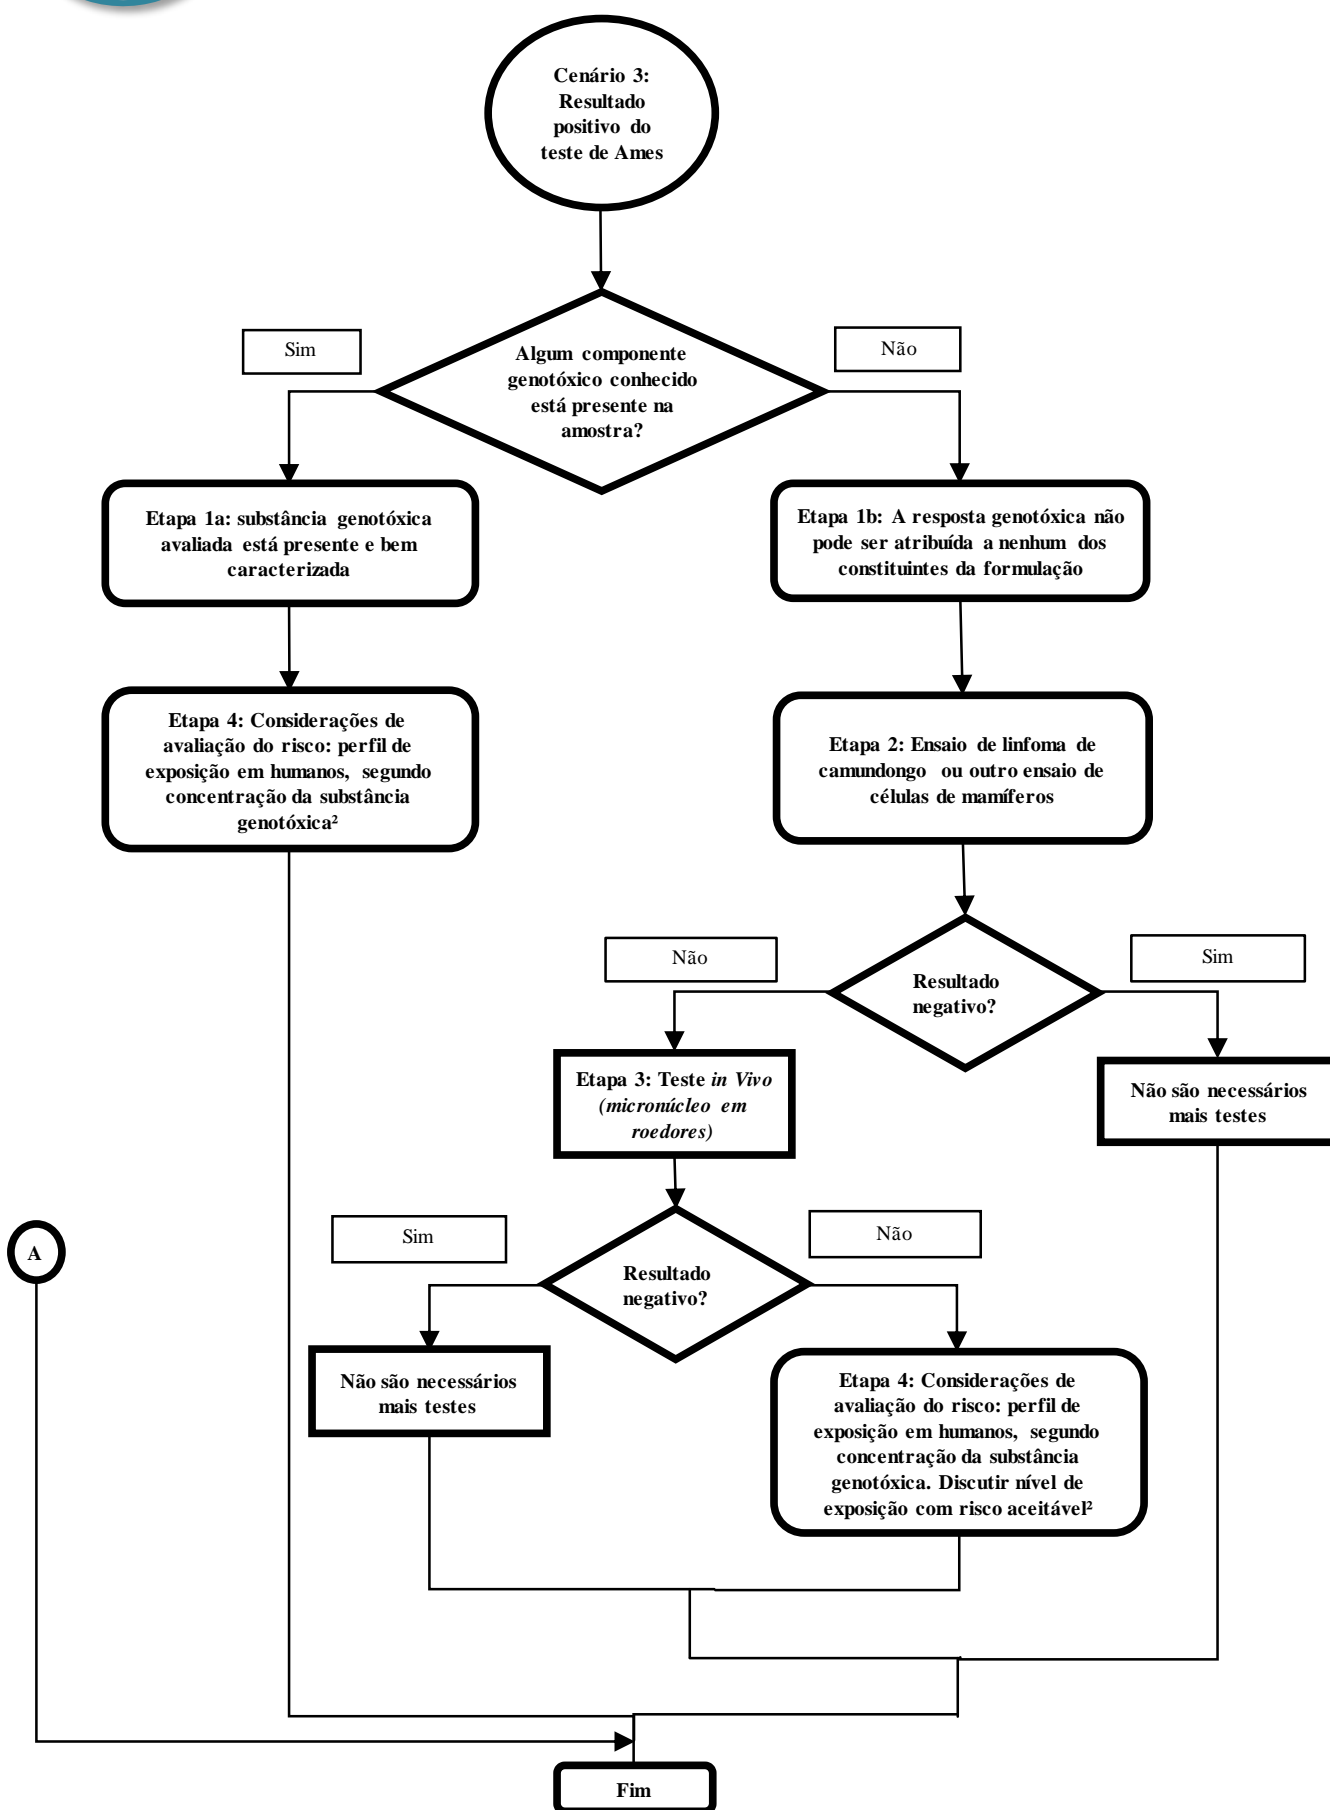 Cenário 3:
Resultado
positivo do
teste de Ames
Sim
Não
Algum componente
genotóxico conhecido
está presente na
amostra?
Etapa 1a: substância genotóxica
avaliada está presente e bem
caracterizada
Etapa 1b: A resposta genotóxica não
pode ser atribuída a nenhum dos
constituintes da formulação
Etapa 4: Considerações de
avaliação do risco: perfil de
exposição em humanos, segundo
concentração da substância
genotóxica²
Etapa 2: Ensaio de linfoma de
camundongo ou outro ensaio de
células de mamíferos
Não
Sim
Resultado
negativo?
Etapa 3: Teste in Vivo
(micronúcleo em
roedores)
Não são necessários
mais testes
Sim
Não
A
Resultado
negativo?
Não são necessários
mais testes
Etapa 4: Considerações de
avaliação do risco: perfil de
exposição em humanos, segundo
concentração da substância
genotóxica. Discutir nível de
exposição com risco aceitável²
Fim